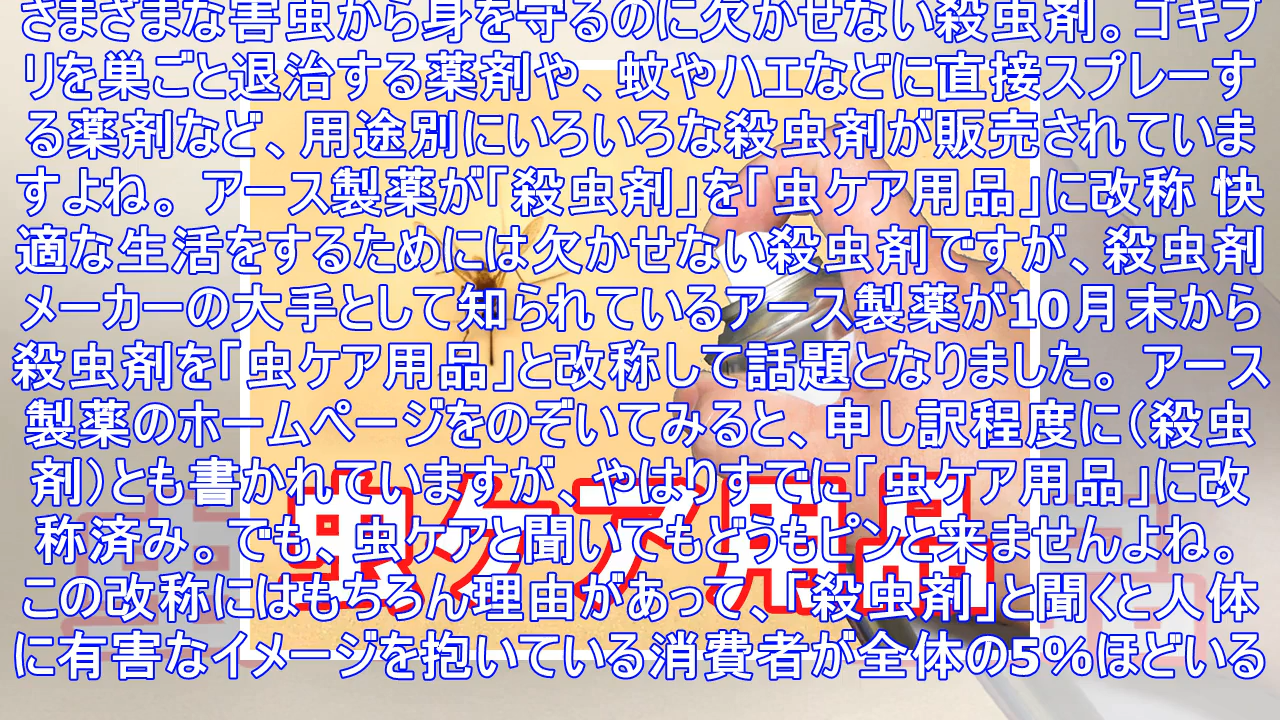 さまざまな害虫から身を守るのに欠かせない殺虫剤。ゴキブ
リを巣ごと退治する薬剤や、蚊やハエなどに直接スプレーす
る薬剤など、用途別にいろいろな殺虫剤が販売されていま
すよね。 アース製薬が「殺虫剤」を「虫ケア用品」に改称 快
適な生活をするためには欠かせない殺虫剤ですが、殺虫剤
メーカーの大手として知られているアース製薬が10月末から
殺虫剤を「虫ケア用品」と改称して話題となりました。 アース
製薬のホームページをのぞいてみると、申し訳程度に(殺虫
剤)とも書かれていますが、やはりすでに「虫ケア用品」に改
称済み。でも、虫ケアと聞いてもどうもピンと来ませんよね。
この改称にはもちろん理由があって、「殺虫剤」と聞くと人体
に有害なイメージを抱いている消費者が全体の5%ほどいる
虫ケア用品